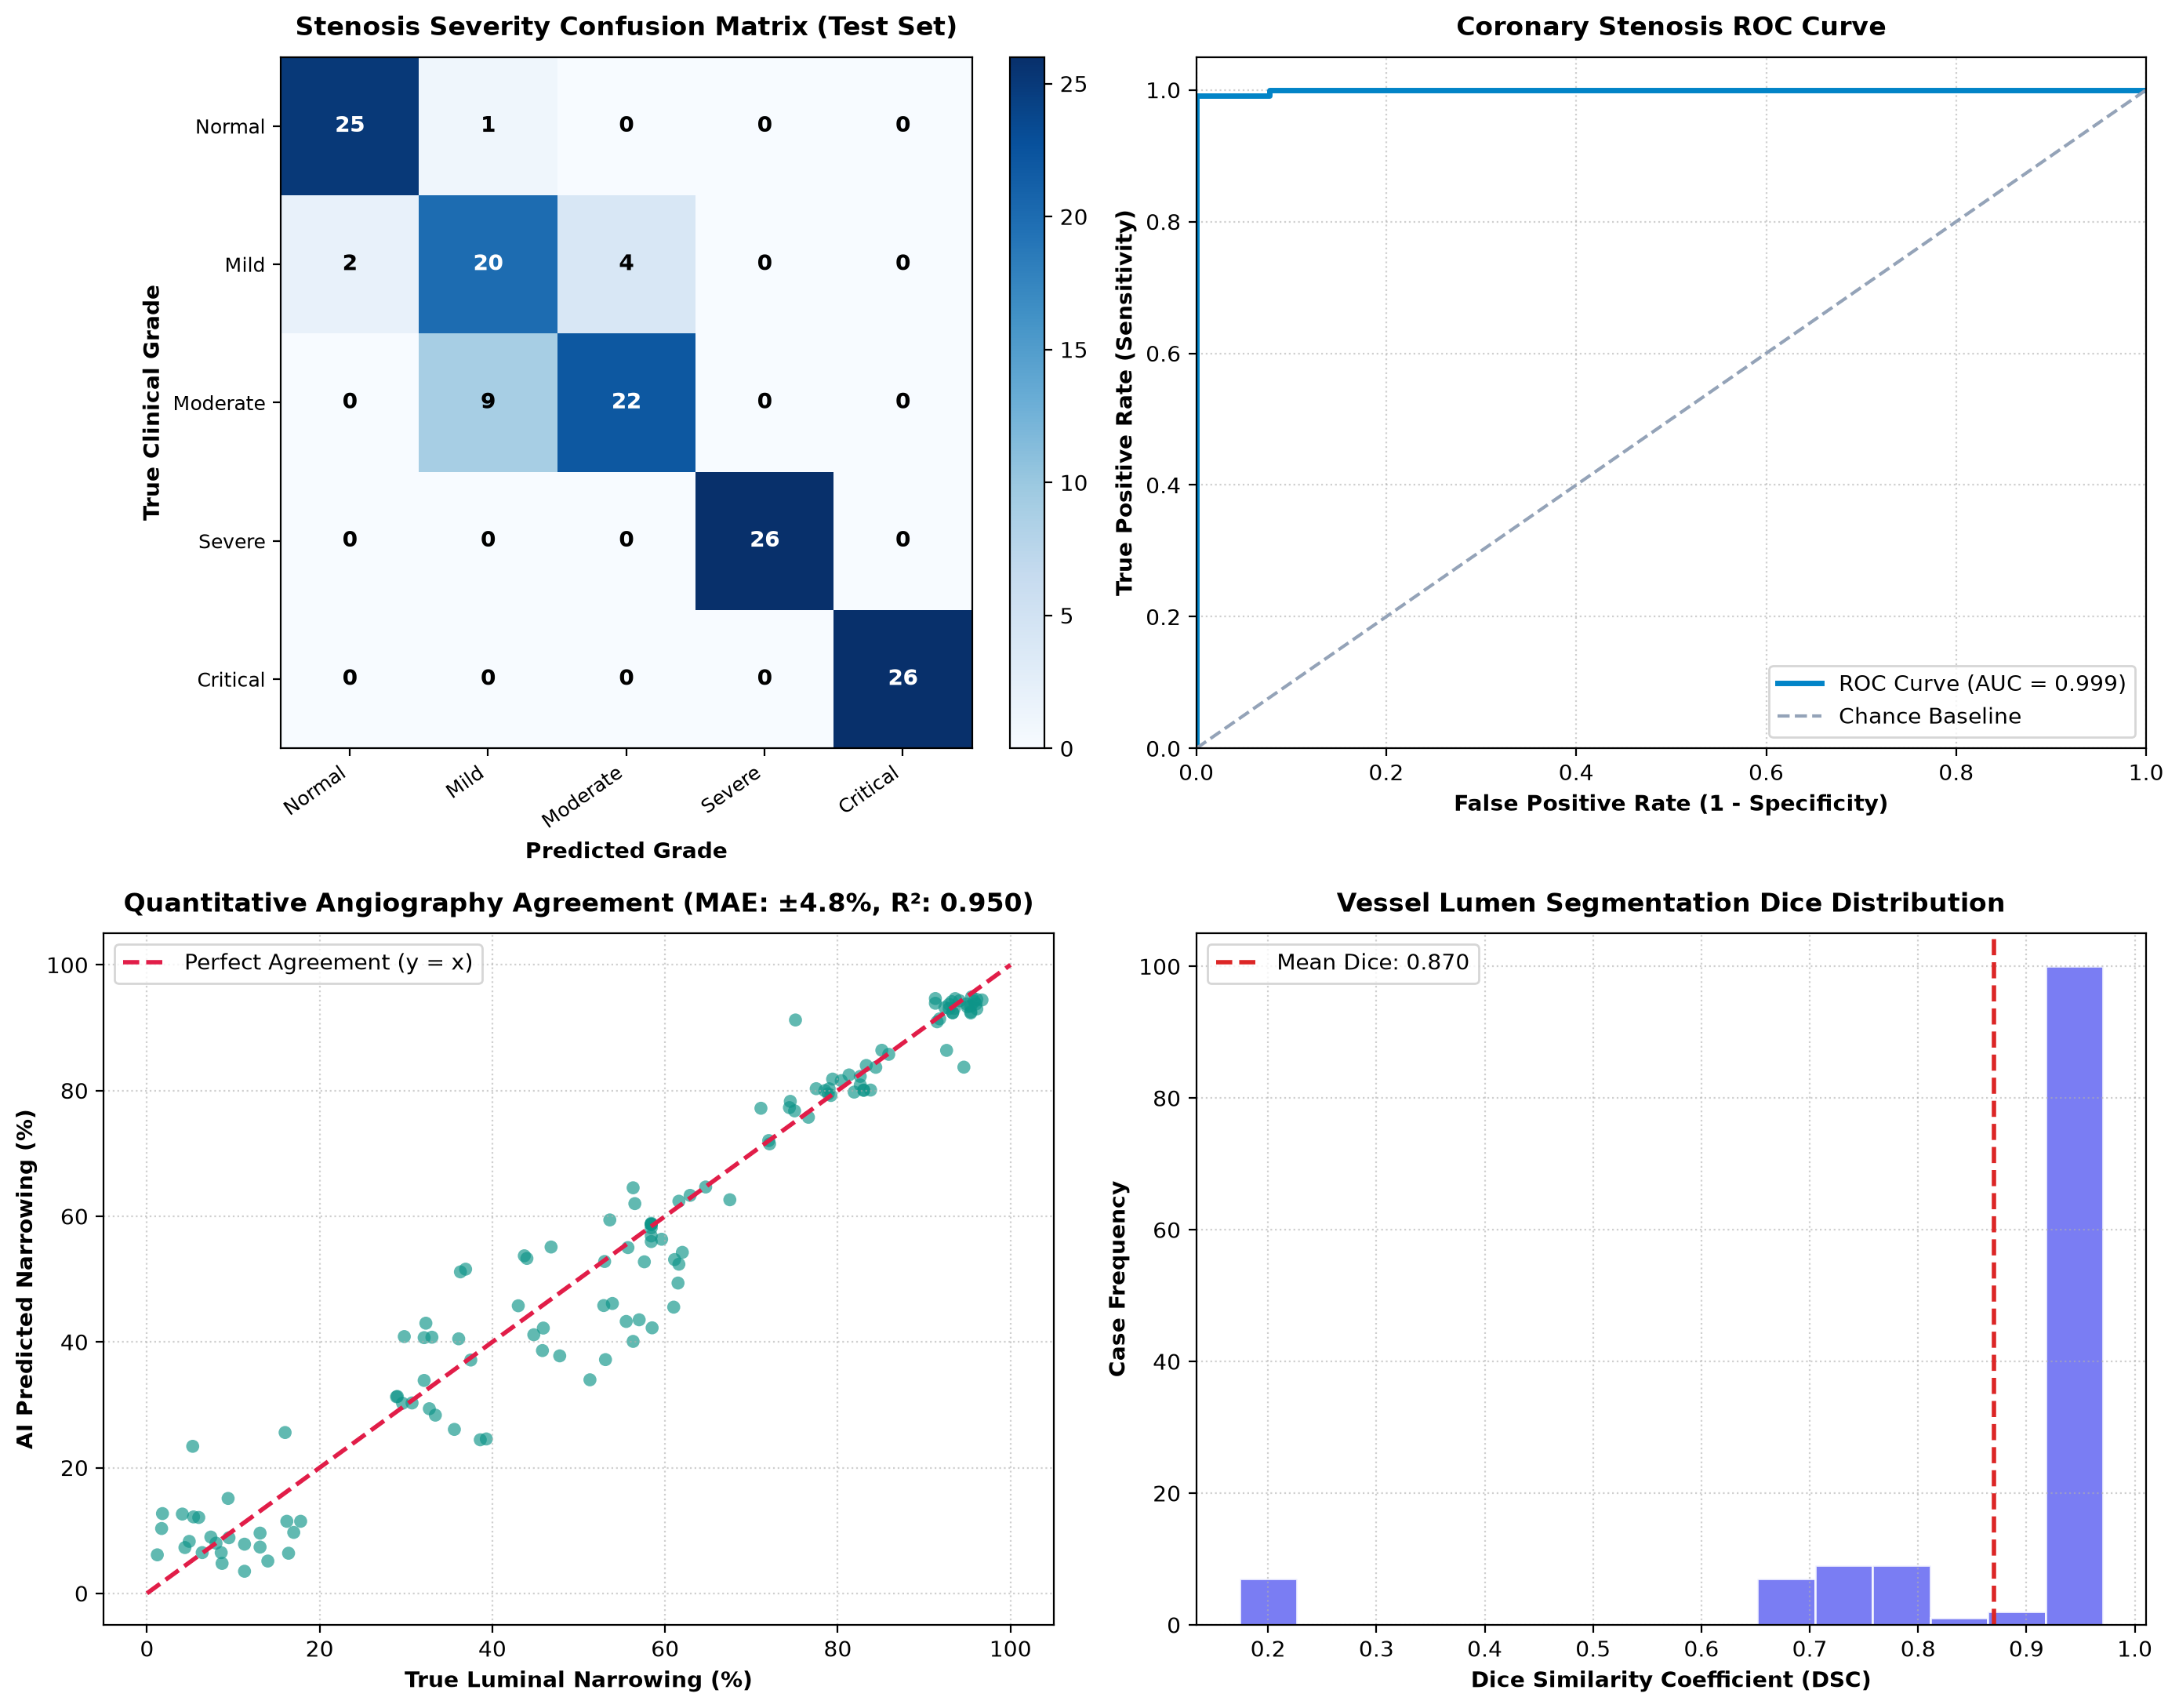 Stenosis Severity Confusion Matrix (Test Set)
True Clinical Grade
Normal 25 1 0 0 0
Mild 2 20 4 0 0
Moderate 0 9 22 0 0
Severe 0 0 0 26 0
Critical 0 0 0 0 26
Normal Mild Moderate Severe Critical
Predicted Grade
25
20
15
10
5
0
Coronary Stenosis ROC Curve
True Positive Rate (Sensitivity)
1.0
0.8
0.6
0.4
0.2
0.0
ROC Curve (AUC = 0.999)
Chance Baseline
0.0 0.2 0.4 0.6 0.8 1.0
False Positive Rate (1 - Specificity)
Quantitative Angiography Agreement (MAE: ±4.8%, R²: 0.950)
Perfect Agreement (y = x)
AI Predicted Narrowing (%)
100
80
60
40
20
0
0 20 40 60 80 100
True Luminal Narrowing (%)
Vessel Lumen Segmentation Dice Distribution
Mean Dice: 0.870
Case Frequency
100
80
60
40
20
0
0.2 0.3 0.4 0.5 0.6 0.7 0.8 0.9 1.0
Dice Similarity Coefficient (DSC)